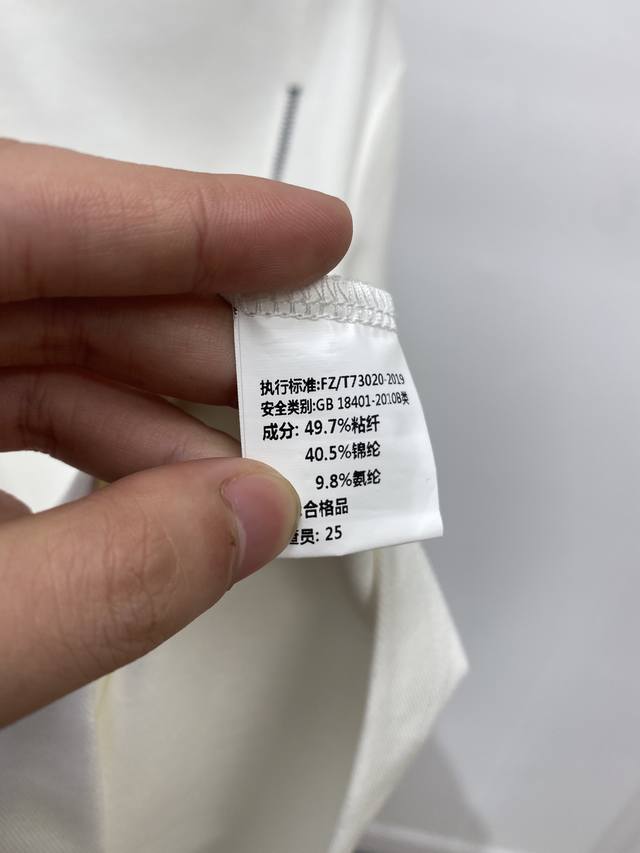 执行标准:FZ/T73020-2019
安全类别:GB 18401-2010B类
成分: 49.7%粘纤
40.5%锦纶
9.8%氨纶
合格品
员: 25